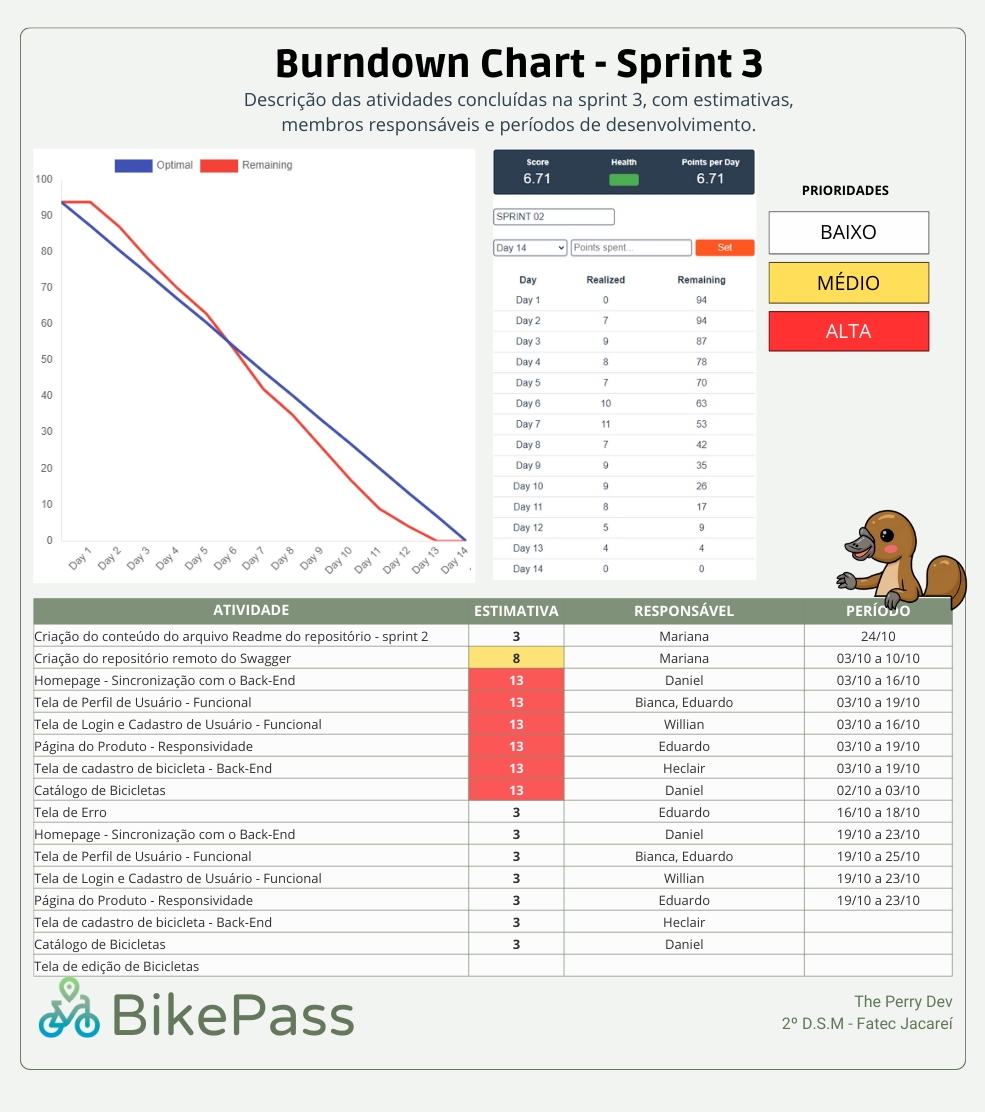 Burndown Chart - Sprint 3
Descrição das atividades concluídas na sprint 3, com estimativas,
membros responsáveis e períodos de desenvolvimento.
Optimal Remaining
100
90
80
70
60
50
40
30
20
10
0
Day 1 Day 2 Day 3 Day 4 Day 5 Day 6 Day 7 Day 8 Day 9 Day 10 Day 11 Day 12 Day 13 Day 14
Score Health Points per Day
6.71 6.71
SPRINT 02
Day 14 Points spent... Set
Day Realized Remaining
Day 1 0 94
Day 2 7 94
Day 3 9 87
Day 4 8 78
Day 5 7 70
Day 6 10 63
Day 7 11 53
Day 8 7 42
Day 9 9 35
Day 10 9 26
Day 11 8 17
Day 12 5 9
Day 13 4 4
Day 14 0 0
PRIORIDADES
BAIXO
MÉDIO
ALTA
ATIVIDADE ESTIMATIVA RESPONSÁVEL PERÍODO
Criação do conteúdo do arquivo Readme do repositório - sprint 2 3 Mariana 24/10
Criação do repositório remoto do Swagger 8 Mariana 03/10 a 10/10
Homepage - Sincronização com o Back-End 13 Daniel 03/10 a 16/10
Tela de Perfil de Usuário - Funcional 13 Bianca, Eduardo 03/10 a 19/10
Tela de Login e Cadastro de Usuário - Funcional 13 Willian 03/10 a 16/10
Página do Produto - Responsividade 13 Eduardo 03/10 a 19/10
Tela de cadastro de bicicleta - Back-End 13 Heclair 03/10 a 19/10
Catálogo de Bicicletas 13 Daniel 02/10 a 03/10
Tela de Erro 3 Eduardo 16/10 a 18/10
Homepage - Sincronização com o Back-End 3 Daniel 19/10 a 23/10
Tela de Perfil de Usuário - Funcional 3 Bianca, Eduardo 19/10 a 25/10
Tela de Login e Cadastro de Usuário - Funcional 3 Willian 19/10 a 23/10
Página do Produto - Responsividade 3 Eduardo 19/10 a 23/10
Tela de cadastro de bicicleta - Back-End 3 Heclair
Catálogo de Bicicletas 3 Daniel
Tela de edição de Bicicletas
BikePass
The Perry Dev
2º D.S.M - Fatec Jacareí